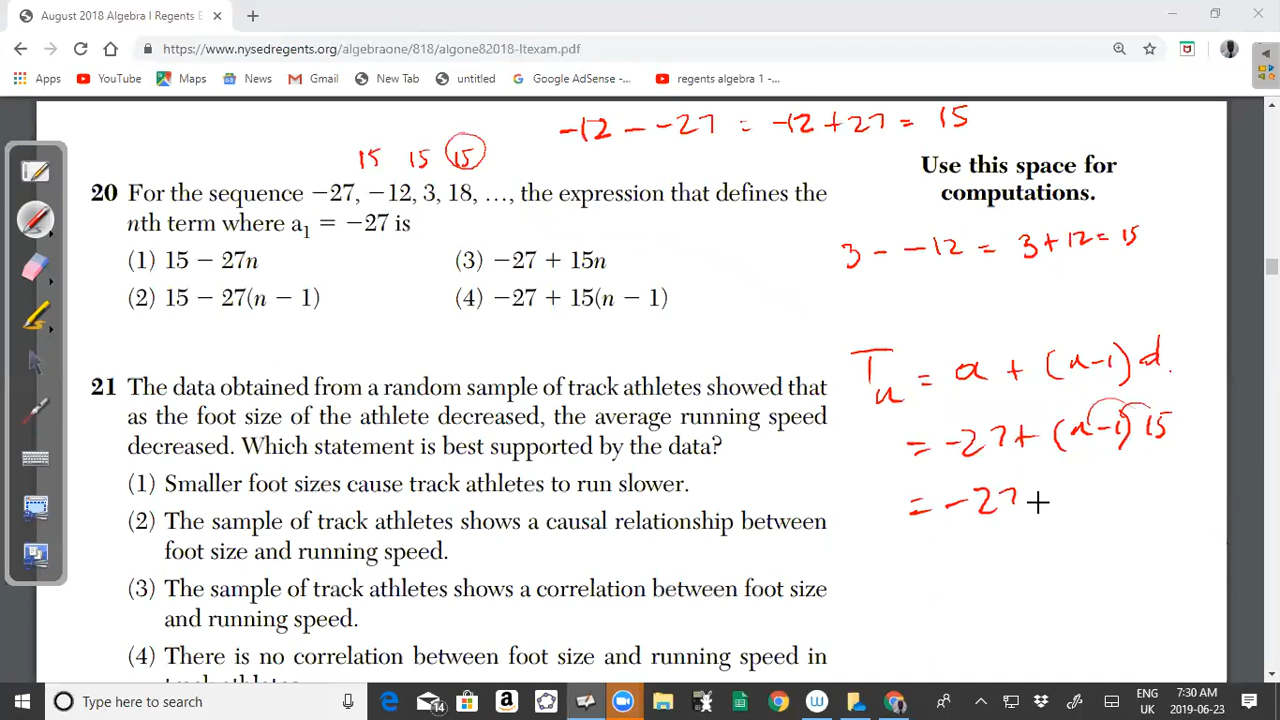 August 2018 Algebra I Regents E
https://www.nysedregents.org/algebraone/818/algone82018-Itexam.pdf
Apps YouTube Maps News Gmail New Tab untitled Google AdSense -... regents algebra 1 -...
-12 - -27 = -12 + 27 = 15
15 15 15
Use this space for
computations.
20 For the sequence −27, −12, 3, 18, …, the expression that defines the
nth term where a1 = −27 is
(1) 15 − 27n (3) −27 + 15n
(2) 15 − 27(n − 1) (4) −27 + 15(n − 1)
3 - -12 = 3 + 12 = 15
Tn = a + (n-1) d.
= -27 + (n-1) 15
= -27 +
21 The data obtained from a random sample of track athletes showed that
as the foot size of the athlete decreased, the average running speed
decreased. Which statement is best supported by the data?
(1) Smaller foot sizes cause track athletes to run slower.
(2) The sample of track athletes shows a causal relationship between
foot size and running speed.
(3) The sample of track athletes shows a correlation between foot size
and running speed.
(4) There is no correlation between foot size and running speed in
Type here to search
14
ENG
UK
7:30 AM
2019-06-23